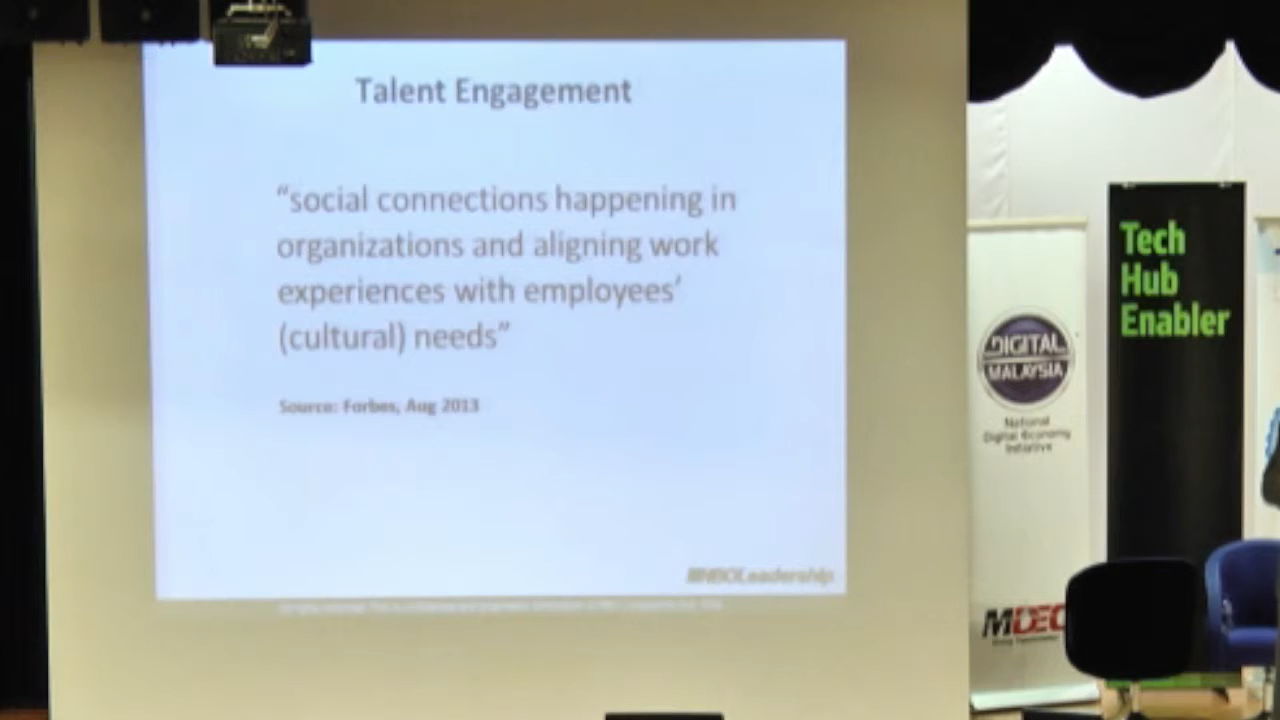 Talent Engagement
“social connections happening in
organizations and aligning work
experiences with employees’
(cultural) needs”
Source: Forbes, Aug 2013
Tech
Hub
Enabler
DIGITAL
MALAYSIA
National
Digital Economy
Initiative
MDEC